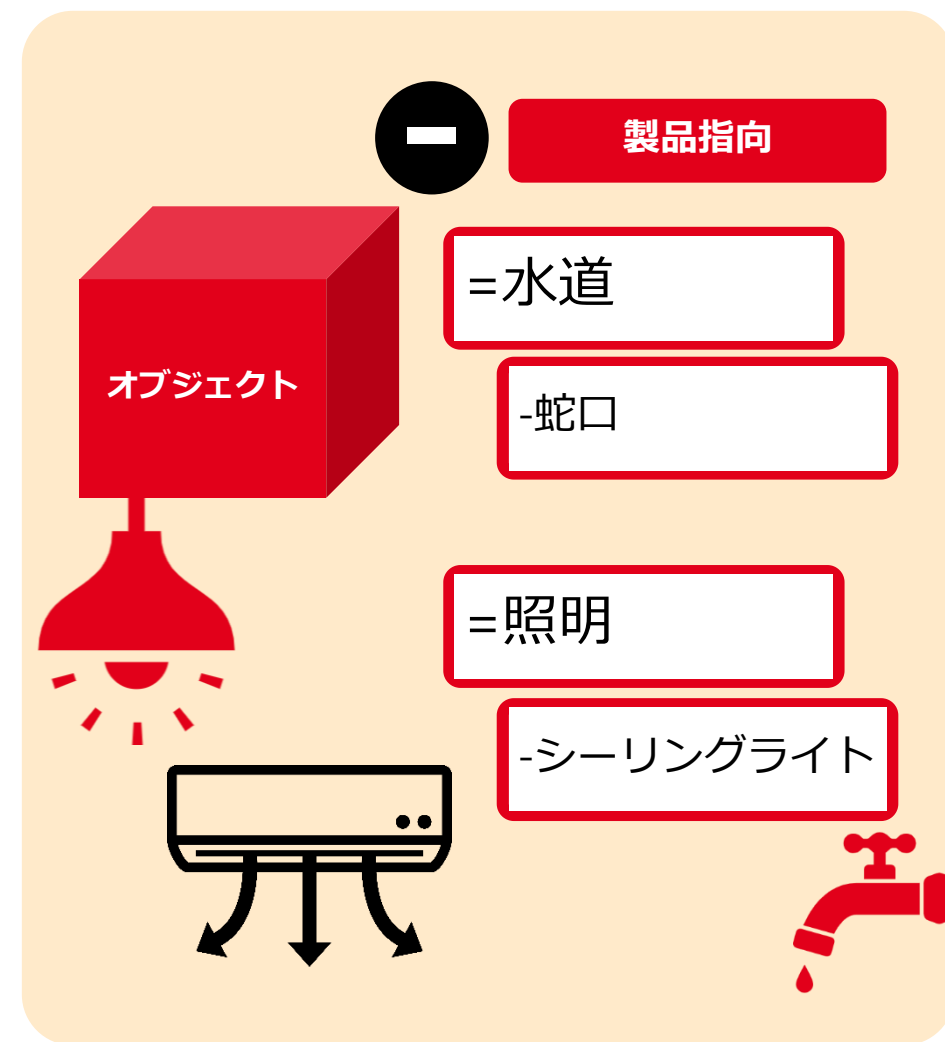 製品指向
=水道
オブジェクト
-蛇口
=照明
-シーリングライト